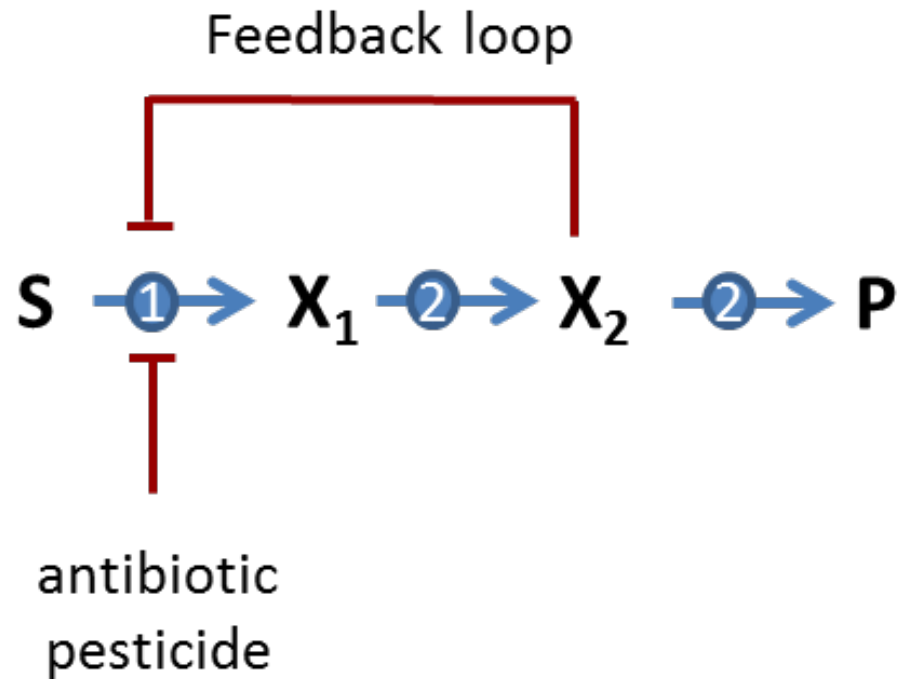 Feedback loop
S 1 X₁ 2 X₂ 2 P
antibiotic
pesticide